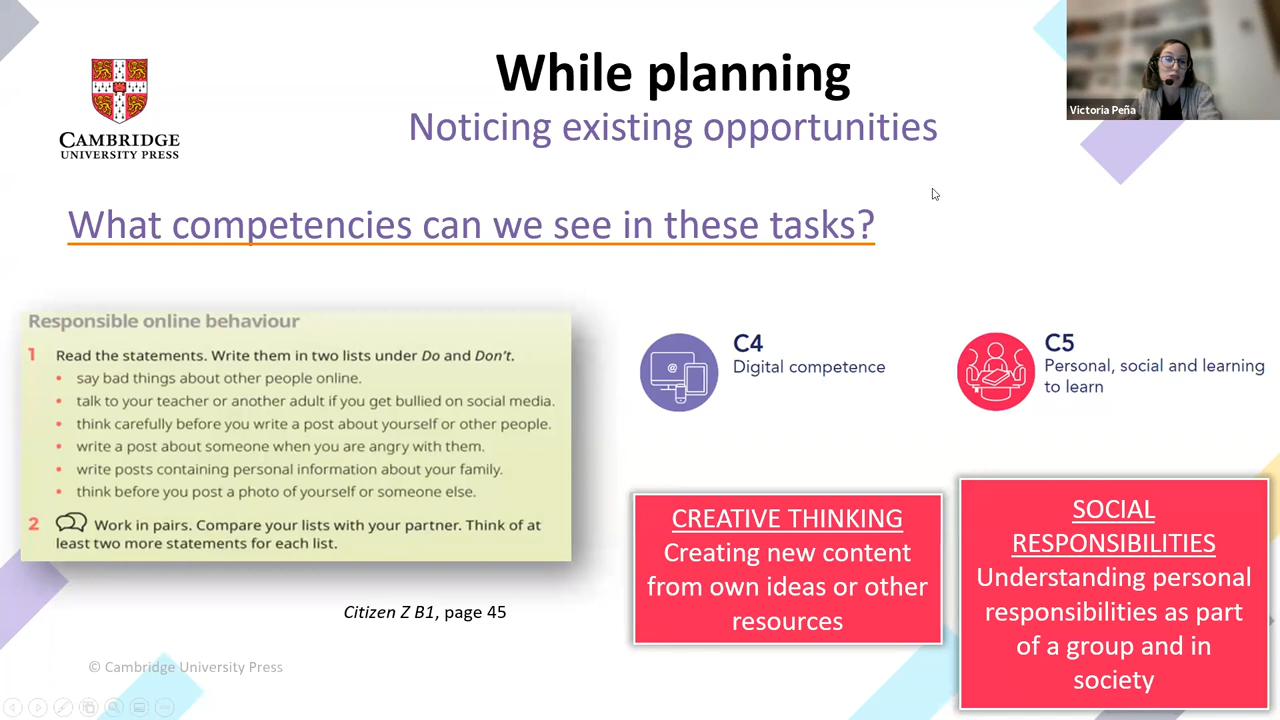 While planning
Noticing existing opportunities
CAMBRIDGE
UNIVERSITY PRESS
Victoria Peña
What competencies can we see in these tasks?
Responsible online behaviour
1 Read the statements. Write them in two lists under Do and Don't.
• say bad things about other people online.
• talk to your teacher or another adult if you get bullied on social media.
• think carefully before you write a post about yourself or other people.
• write a post about someone when you are angry with them.
• write posts containing personal information about your family.
• think before you post a photo of yourself or someone else.
2 Work in pairs. Compare your lists with your partner. Think of at
least two more statements for each list.
Citizen Z B1, page 45
C4
Digital competence
C5
Personal, social and learning
to learn
CREATIVE THINKING
Creating new content
from own ideas or other
resources
SOCIAL
RESPONSIBILITIES
Understanding personal
responsibilities as part
of a group and in
society
© Cambridge University Press